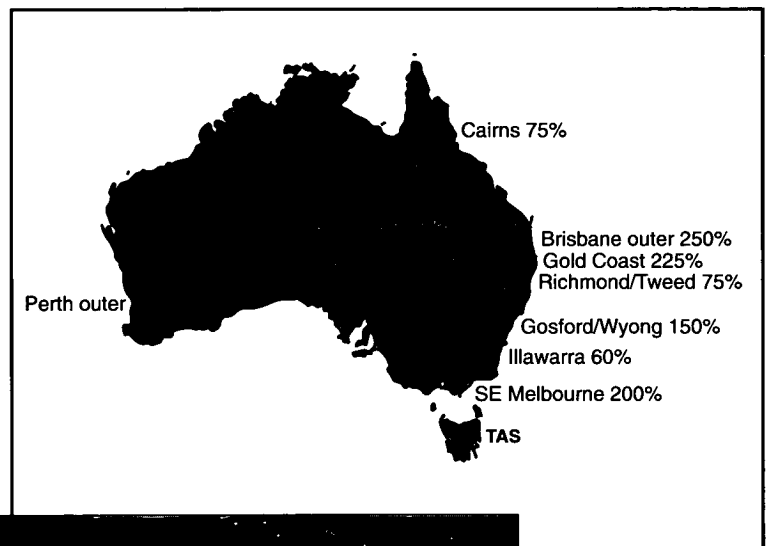 Cairns 75%
Brisbane outer 250%
Gold Coast 225%
Richmond/Tweed 75%
Perth outer
Gosford/Wyong 150%
Illawarra 60%
SE Melbourne 200%
TAS